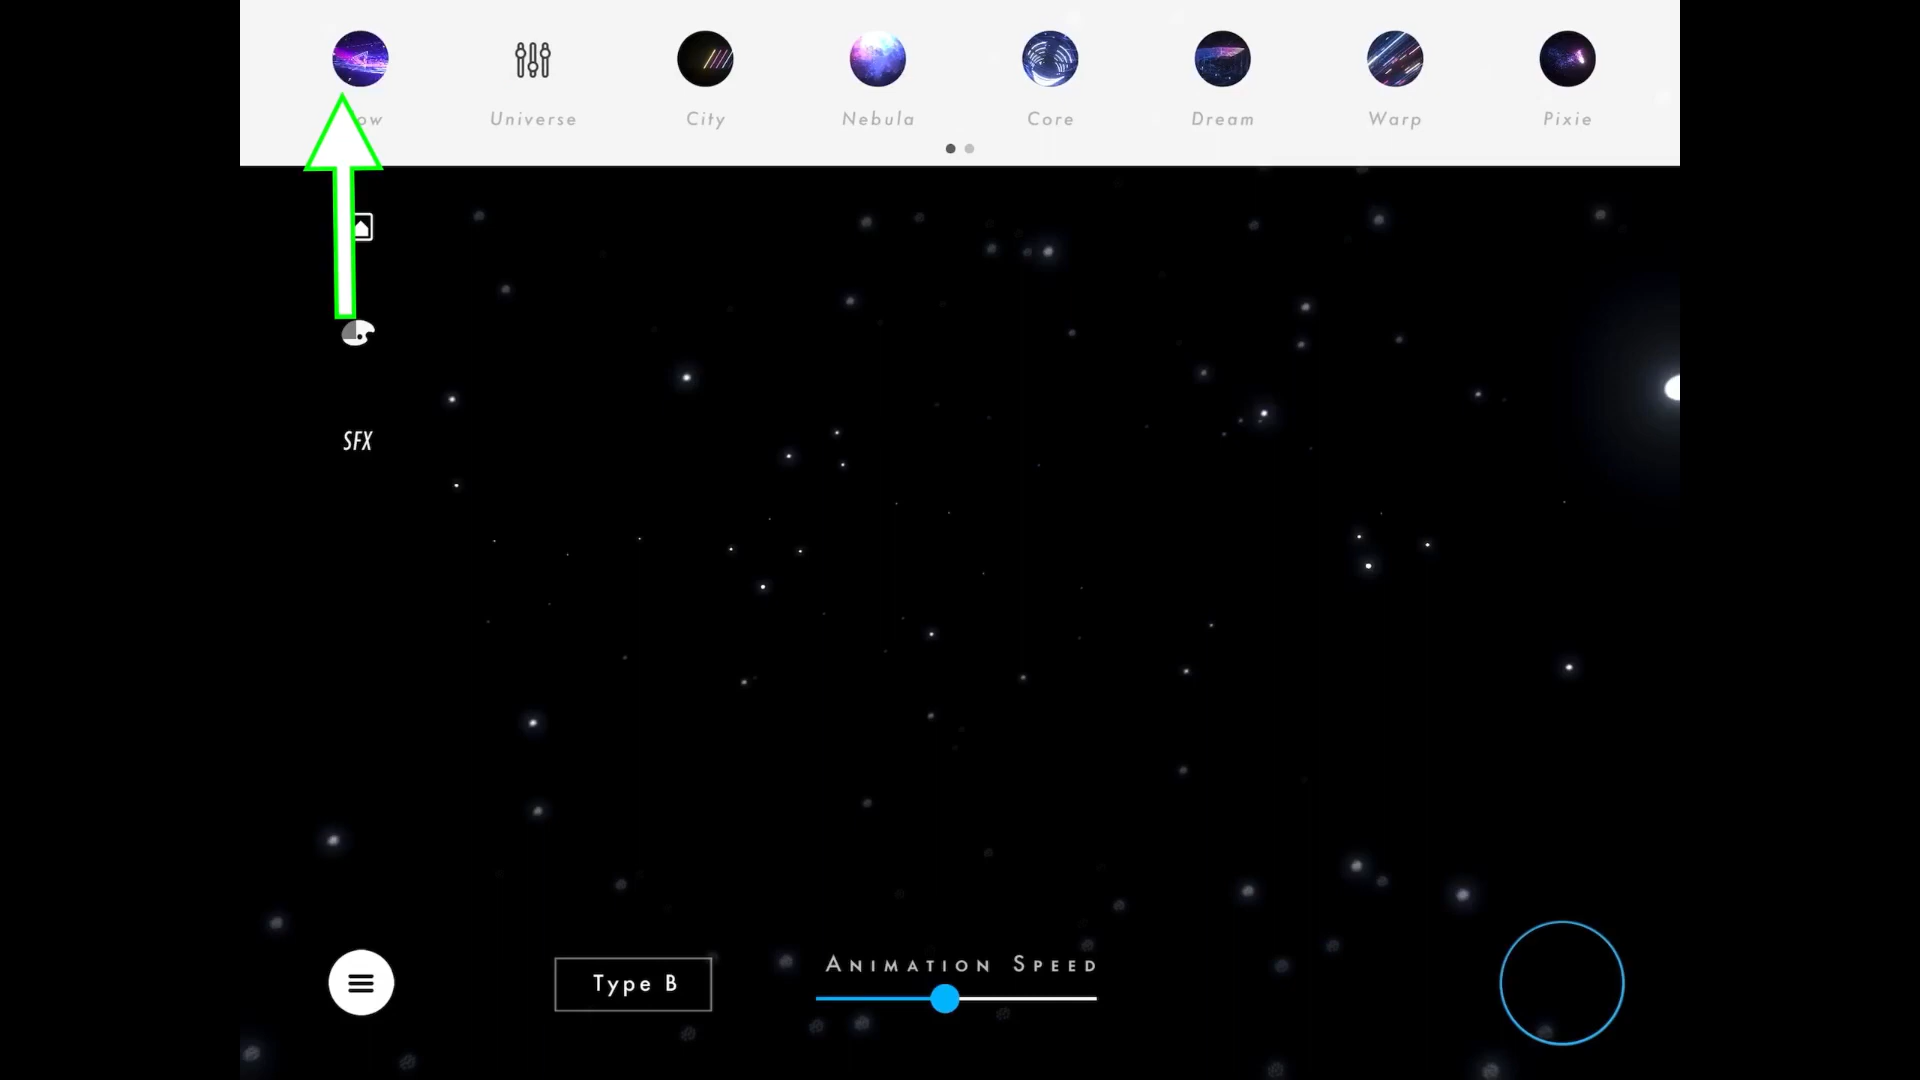 Universe
City
Nebula
Core
Dream
Warp
Pixie
SFX
Type B
ANIMATION SPEED